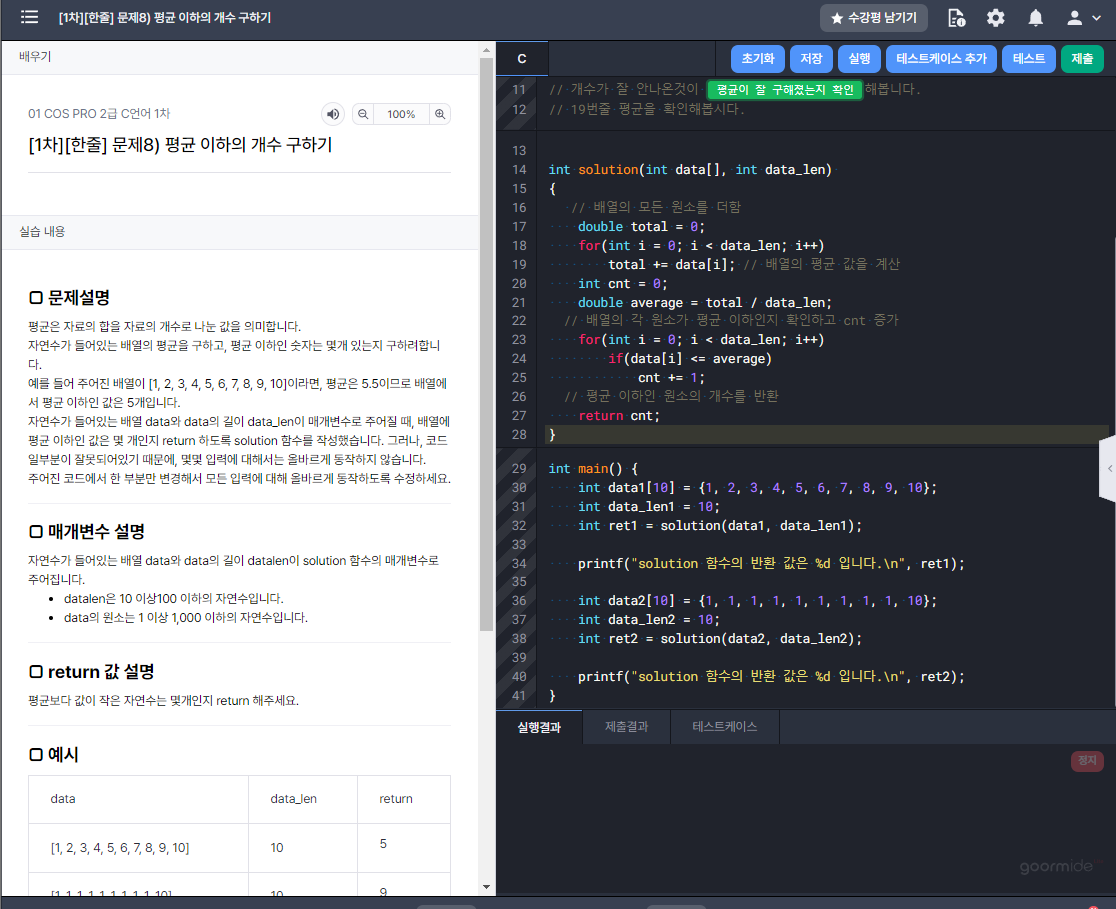 [1차][한줄] 문제8) 평균 이하의 개수 구하기
수강평 남기기
배우기
01 COS PRO 2급 C언어 1차
100%
[1차][한줄] 문제8) 평균 이하의 개수 구하기
실습 내용
문제설명
평균은 자료의 합을 자료의 개수로 나눈 값을 의미합니다.
자연수가 들어있는 배열의 평균을 구하고, 평균 이하인 숫자는 몇개 있는지 구하려합니
다.
예를 들어 주어진 배열이 [1, 2, 3, 4, 5, 6, 7, 8, 9, 10]이라면, 평균은 5.5이므로 배열에
서 평균 이하인 값은 5개입니다.
자연수가 들어있는 배열 data와 data의 길이 data_len이 매개변수로 주어질 때, 배열에
평균 이하인 값은 몇 개인지 return 하도록 solution 함수를 작성했습니다. 그러나, 코드
일부분이 잘못되어있기 때문에, 몇몇 입력에 대해서는 올바르게 동작하지 않습니다.
주어진 코드에서 한 부분만 변경해서 모든 입력에 대해 올바르게 동작하도록 수정하세요.
매개변수 설명
자연수가 들어있는 배열 data와 data의 길이 datalen이 solution 함수의 매개변수로
주어집니다.
• datalen은 10 이상100 이하의 자연수입니다.
• data의 원소는 1 이상 1,000 이하의 자연수입니다.
return 값 설명
평균보다 값이 작은 자연수는 몇개인지 return 해주세요.
예시
data data_len return
[1, 2, 3, 4, 5, 6, 7, 8, 9, 10] 10 5
[1, 1, 1, 1, 1, 1, 1, 1, 1, 10] 10 9
C
초기화 저장 실행 테스트케이스 추가 테스트 제출
11 // 개수가 잘 안나온것이 평균이 잘 구해졌는지 확인 해봅니다.
12 // 19번줄 평균을 확인해봅시다.
13
14 int solution(int data[], int data_len)
15 {
16 // 배열의 모든 원소를 더함
17 double total = 0;
18 for(int i = 0; i < data_len; i++)
19 total += data[i]; // 배열의 평균 값을 계산
20 int cnt = 0;
21 double average = total / data_len;
22 // 배열의 각 원소가 평균 이하인지 확인하고 cnt 증가
23 for(int i = 0; i < data_len; i++)
24 if(data[i] <= average)
25 cnt += 1;
26 // 평균 이하인 원소의 개수를 반환
27 return cnt;
28 }
29 int main() {
30 int data1[10] = {1, 2, 3, 4, 5, 6, 7, 8, 9, 10};
31 int data_len1 = 10;
32 int ret1 = solution(data1, data_len1);
33
34 printf("solution 함수의 반환 값은 %d 입니다.\n", ret1);
35
36 int data2[10] = {1, 1, 1, 1, 1, 1, 1, 1, 1, 10};
37 int data_len2 = 10;
38 int ret2 = solution(data2, data_len2);
39
40 printf("solution 함수의 반환 값은 %d 입니다.\n", ret2);
41 }
실행결과 제출결과 테스트케이스
정지
goormide